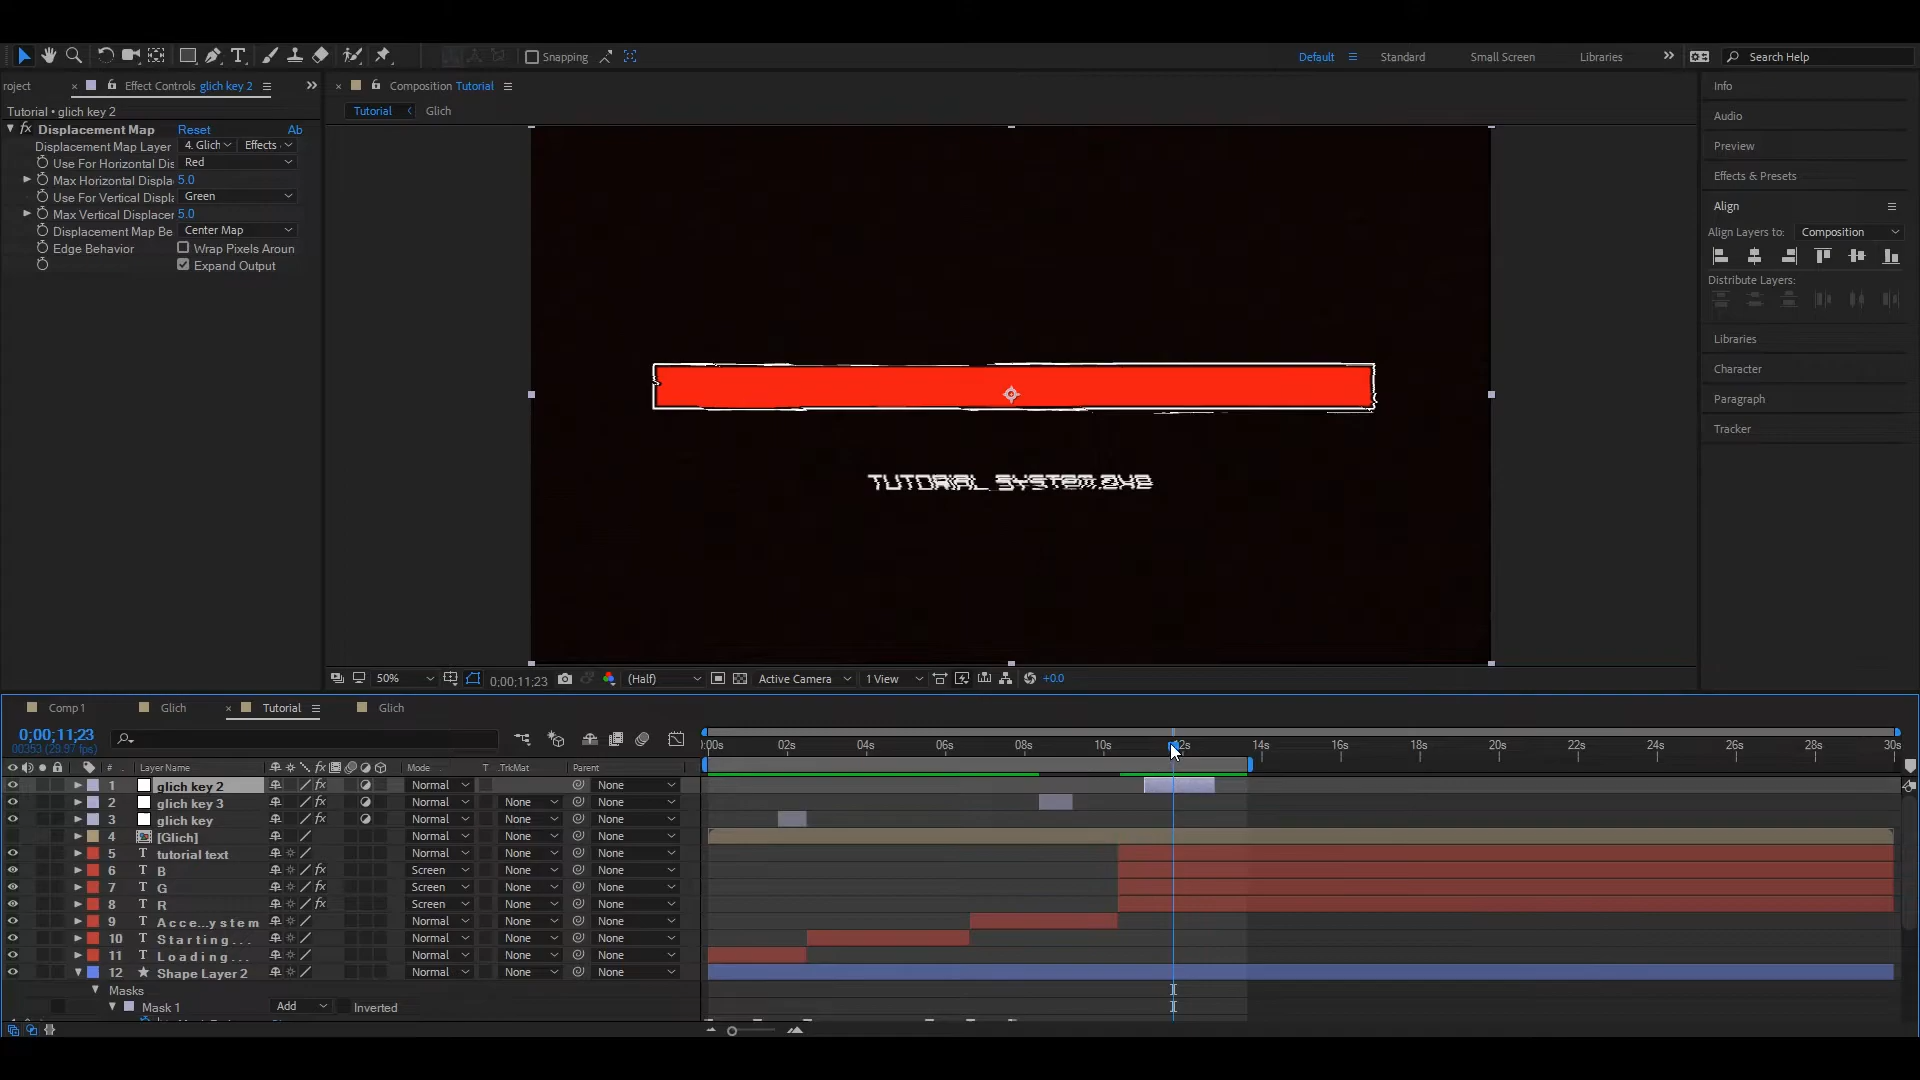 Snapping
Default
Standard
Small Screen
Libraries
Search Help
roject
Effect Controls glich key 2
Tutorial • glich key 2
Displacement Map
Reset
Ab
Displacement Map Layer
4. Glich
Effects
Use For Horizontal Dis
Red
Max Horizontal Displa
5.0
Use For Vertical Displ
Green
Max Vertical Displacer
5.0
Displacement Map Be
Center Map
Edge Behavior
Wrap Pixels Aroun
Expand Output
Composition Tutorial
Tutorial
Glich
TUTORIAL_SYSTEM.EXE
50%
0;00;11;23
(Half)
Active Camera
1 View
+0.0
Info
Audio
Preview
Effects & Presets
Align
Align Layers to:
Composition
Distribute Layers:
Libraries
Character
Paragraph
Tracker
Comp 1
Glich
Tutorial
Glich
0;00;11;23
00353 (29.97 fps)
):00s 02s 04s 06s 08s 10s 12s 14s 16s 18s 20s 22s 24s 26s 28s 30s
# Layer Name Mode T .TrkMat Parent
1 glich key 2 Normal None
2 glich key 3 Normal None None
3 glich key Normal None None
4 [Glich] Normal None None
5 T tutorial text Normal None None
6 T B Screen None None
7 T G Screen None None
8 T R Screen None None
9 T Acce...ystem Normal None None
10 T Starting... Normal None None
11 T Loading... Normal None None
12 Shape Layer 2 Normal None None
Masks
Mask 1 Add Inverted